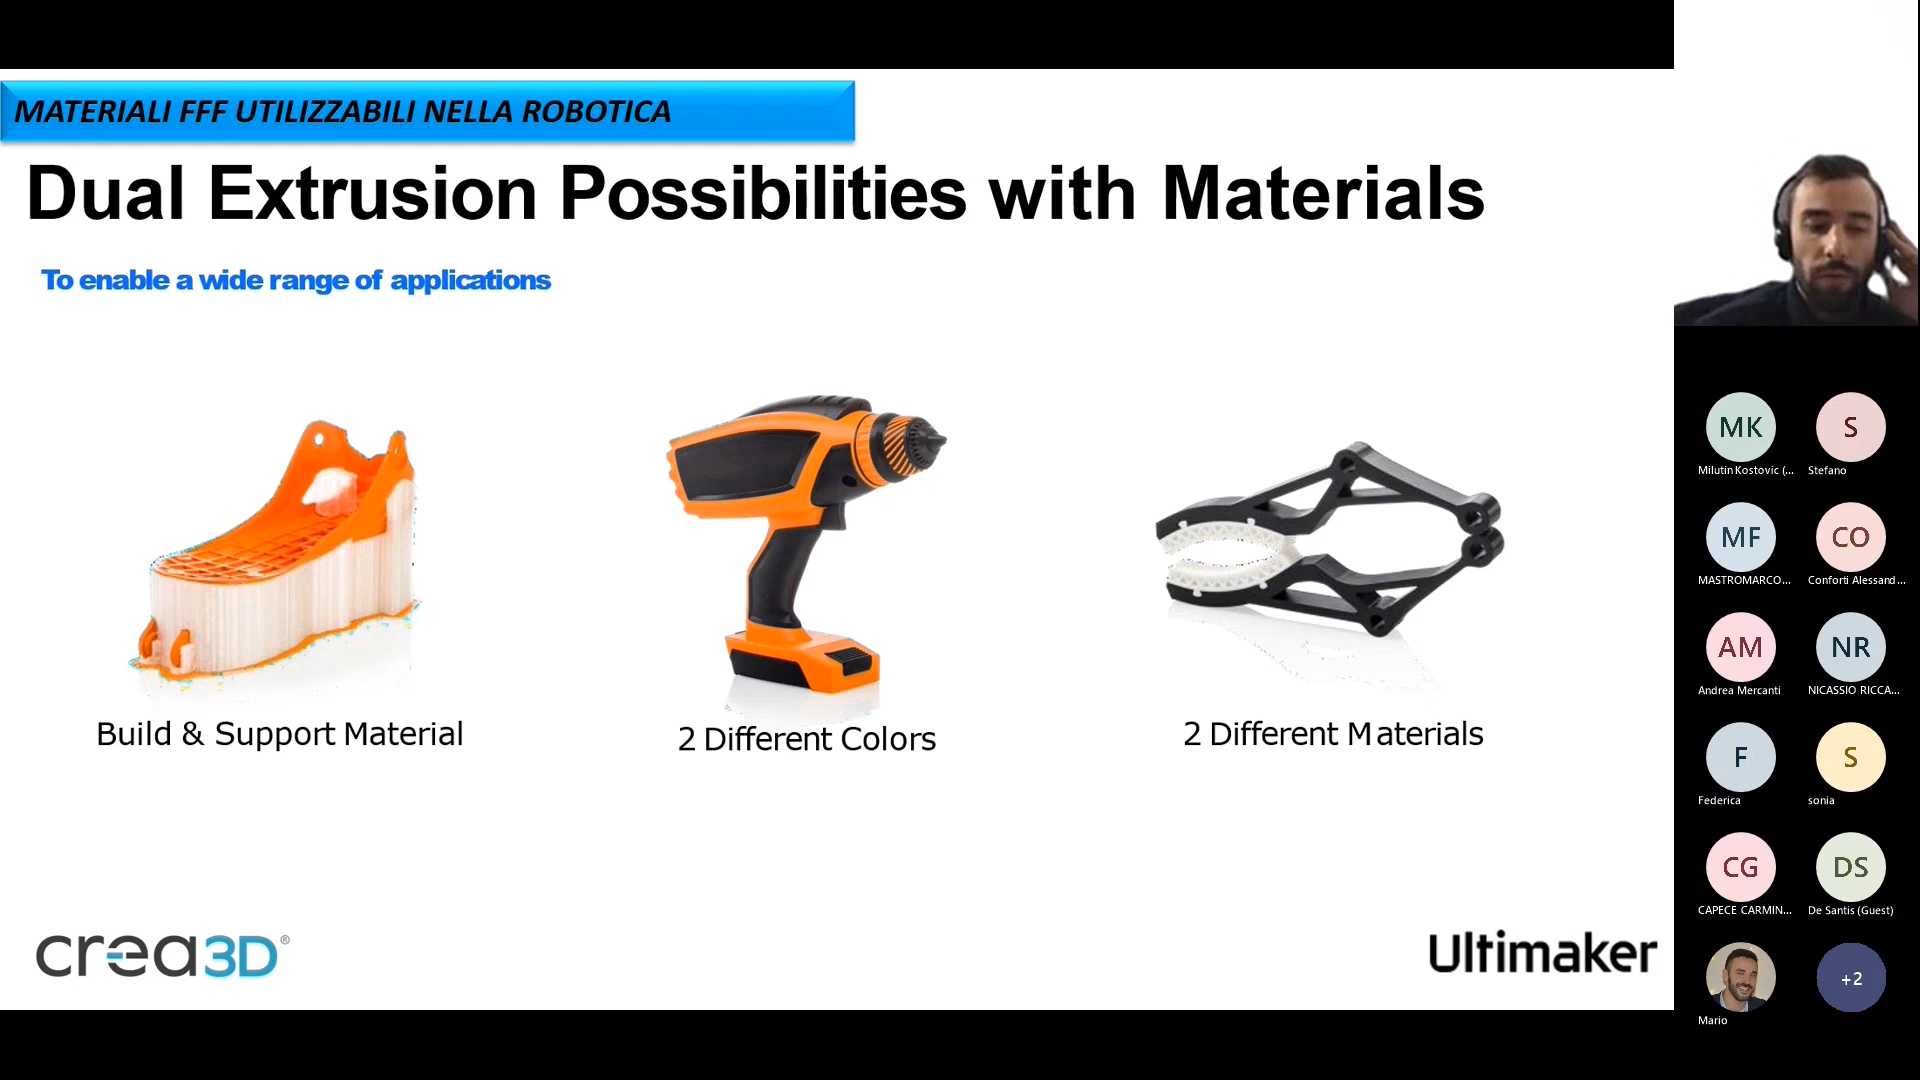 MATERIALI FFF UTILIZZABILI NELLA ROBOTICA
Dual Extrusion Possibilities with Materials
To enable a wide range of applications
Build & Support Material
2 Different Colors
2 Different Materials
crea3D®
Ultimaker
MK
S
Milutin Kostovic (...
Stefano
MF
CO
MASTROMARCO...
Conforti Alessand...
AM
NR
Andrea Mercanti
NICASSIO RICCA...
F
S
Federica
sonia
CG
DS
CAPECE CARMIN...
De Santis (Guest)
+2
Mario